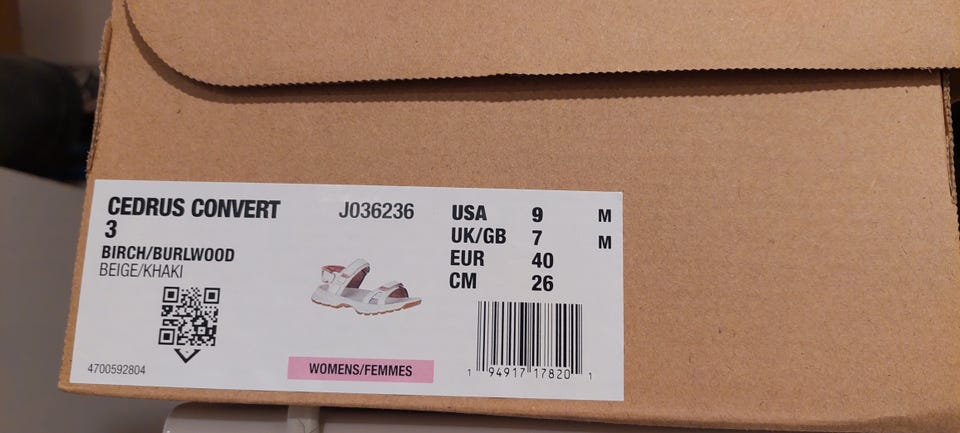 CEDRUS CONVERT
3
BIRCH/BURLWOOD
BEIGE/KHAKI
4700592804
J036236
WOMENS/FEMMES
USA 9 M
UK/GB 7 M
EUR 40
CM 26
1 94917 17820 1